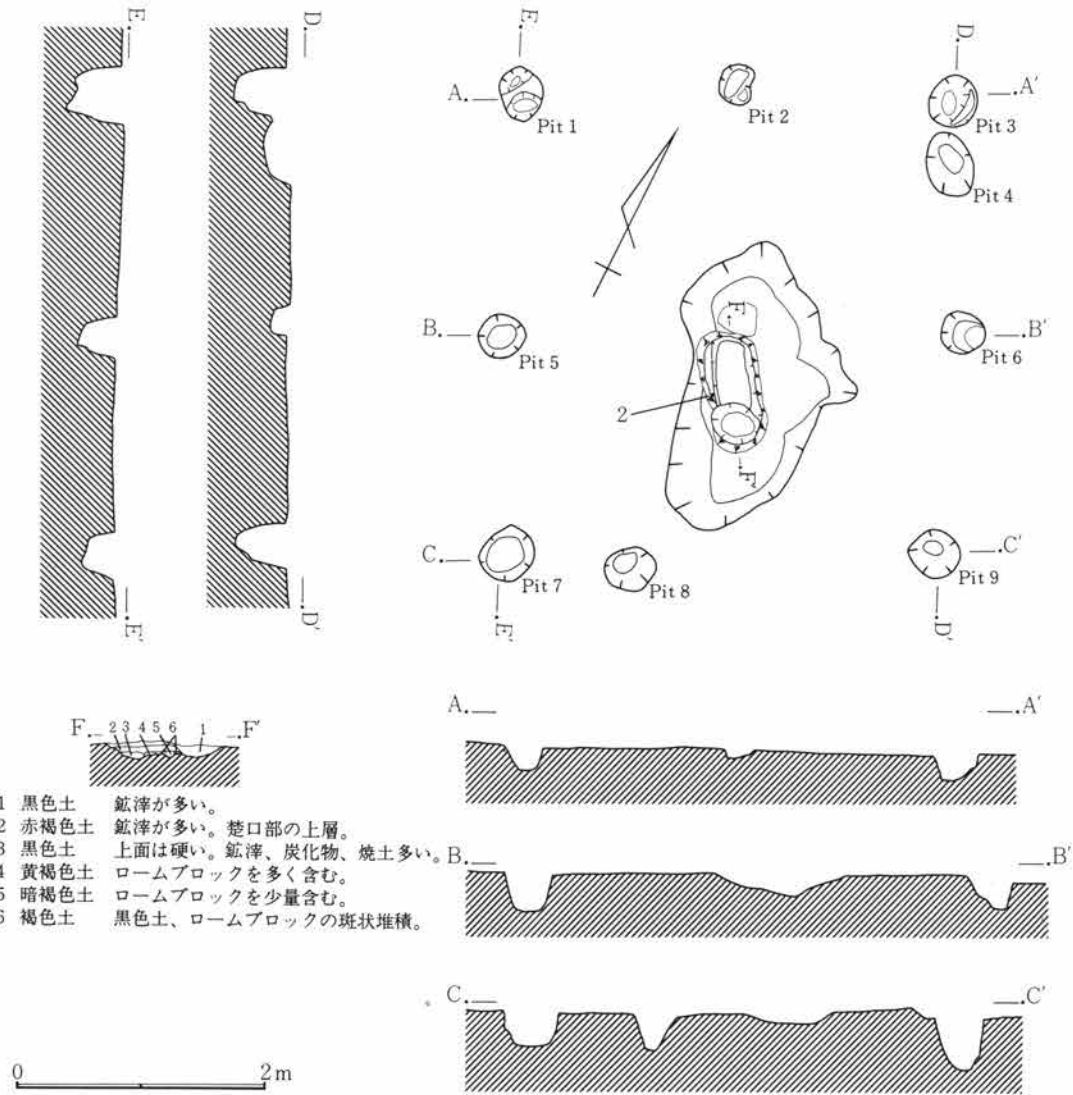 E.
D.
E.
A.
Pit 1
Pit 2
D.
.A'
Pit 3
Pit 4
B.
Pit 5
F
.B'
Pit 6
2
F'
C.
Pit 7
E'
Pit 8
.C'
Pit 9
D'
.E'
.D'
F. 2 3 4 5 6 1 .F'
1 黒色土 鉱滓が多い。
2 赤褐色土 鉱滓が多い。楚口部の上層。
3 黒色土 上面は硬い。鉱滓、炭化物、焼土多い。
4 黄褐色土 ロームブロックを多く含む。
5 暗褐色土 ロームブロックを少量含む。
6 褐色土 黒色土、ロームブロックの斑状堆積。
A. .A'
B. .B'
C. .C'
0 2m